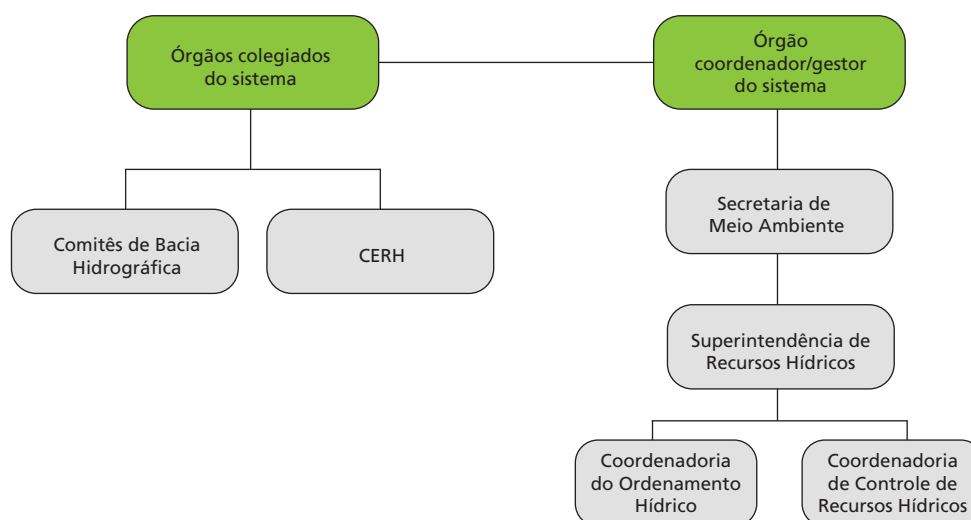 Órgãos colegiados
do sistema
Órgão
coordenador/gestor
do sistema
Secretaria de
Meio Ambiente
Comitês de Bacia
Hidrográfica
CERH
Superintendência de
Recursos Hídricos
Coordenadoria
do Ordenamento
Hídrico
Coordenadoria
de Controle de
Recursos Hídricos